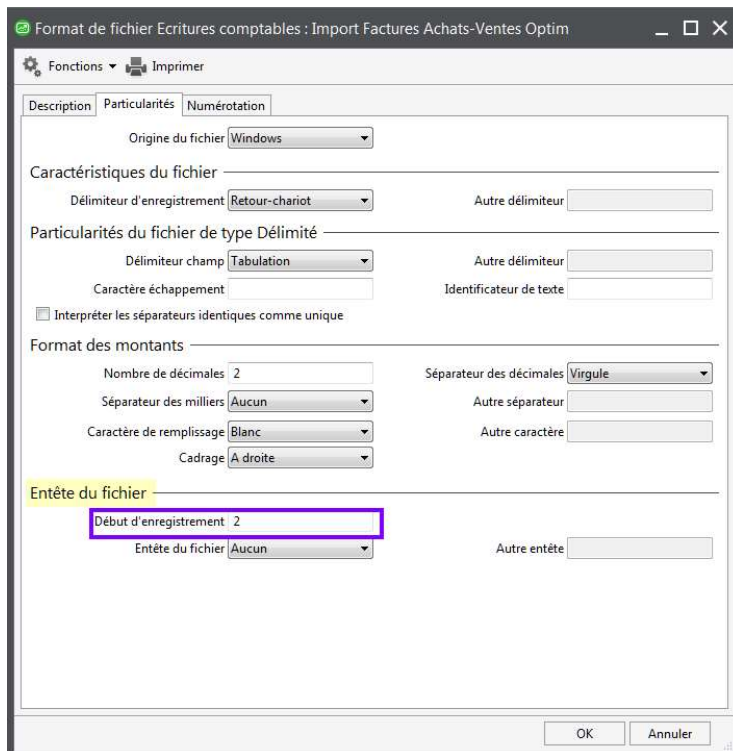 Format de fichier Ecritures comptables : Import Factures Achats-Ventes Optim
Fonctions Imprimer
Description Particularités Numérotation
Origine du fichier Windows
Caractéristiques du fichier
Délimiteur d'enregistrement Retour-chariot Autre délimiteur
Particularités du fichier de type Délimité
Délimiteur champ Tabulation Autre délimiteur
Caractère échappement Identificateur de texte
Interpréter les séparateurs identiques comme unique
Format des montants
Nombre de décimales 2 Séparateur des décimales Virgule
Séparateur des milliers Aucun Autre séparateur
Caractère de remplissage Blanc Autre caractère
Cadrage A droite
Entête du fichier
Début d'enregistrement 2
Entête du fichier Aucun Autre entête
OK Annuler